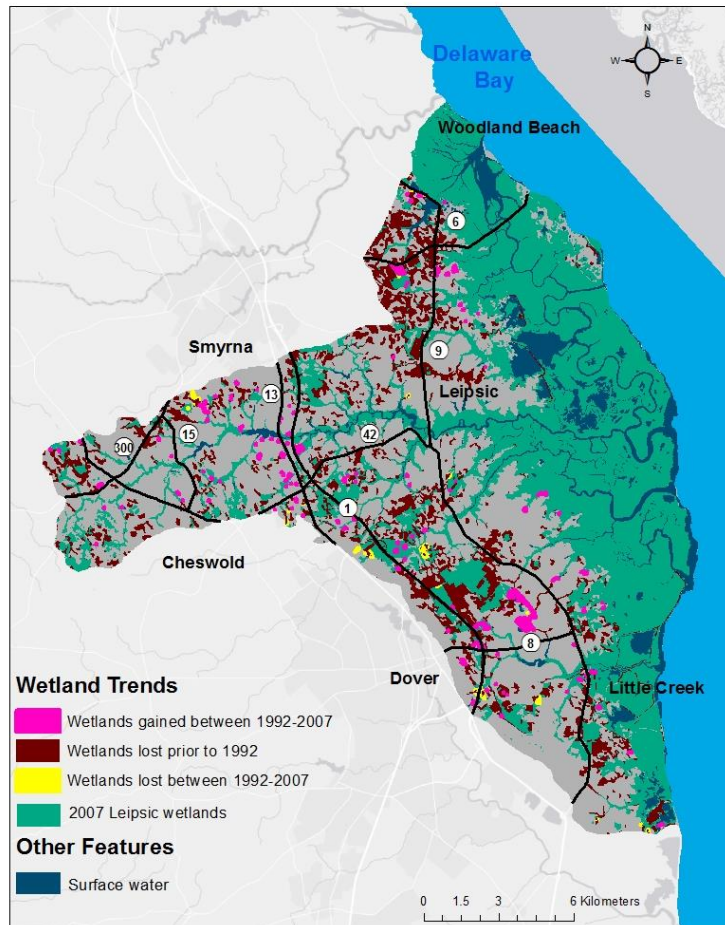 Delaware
Bay
N
W E
S
Woodland Beach
6
Smyrna
9
13
Leipsic
15
42
300
1
Cheswold
8
Dover
Little Creek
Wetland Trends
Wetlands gained between 1992-2007
Wetlands lost prior to 1992
Wetlands lost between 1992-2007
2007 Leipsic wetlands
Other Features
Surface water
0 1.5 3 6 Kilometers